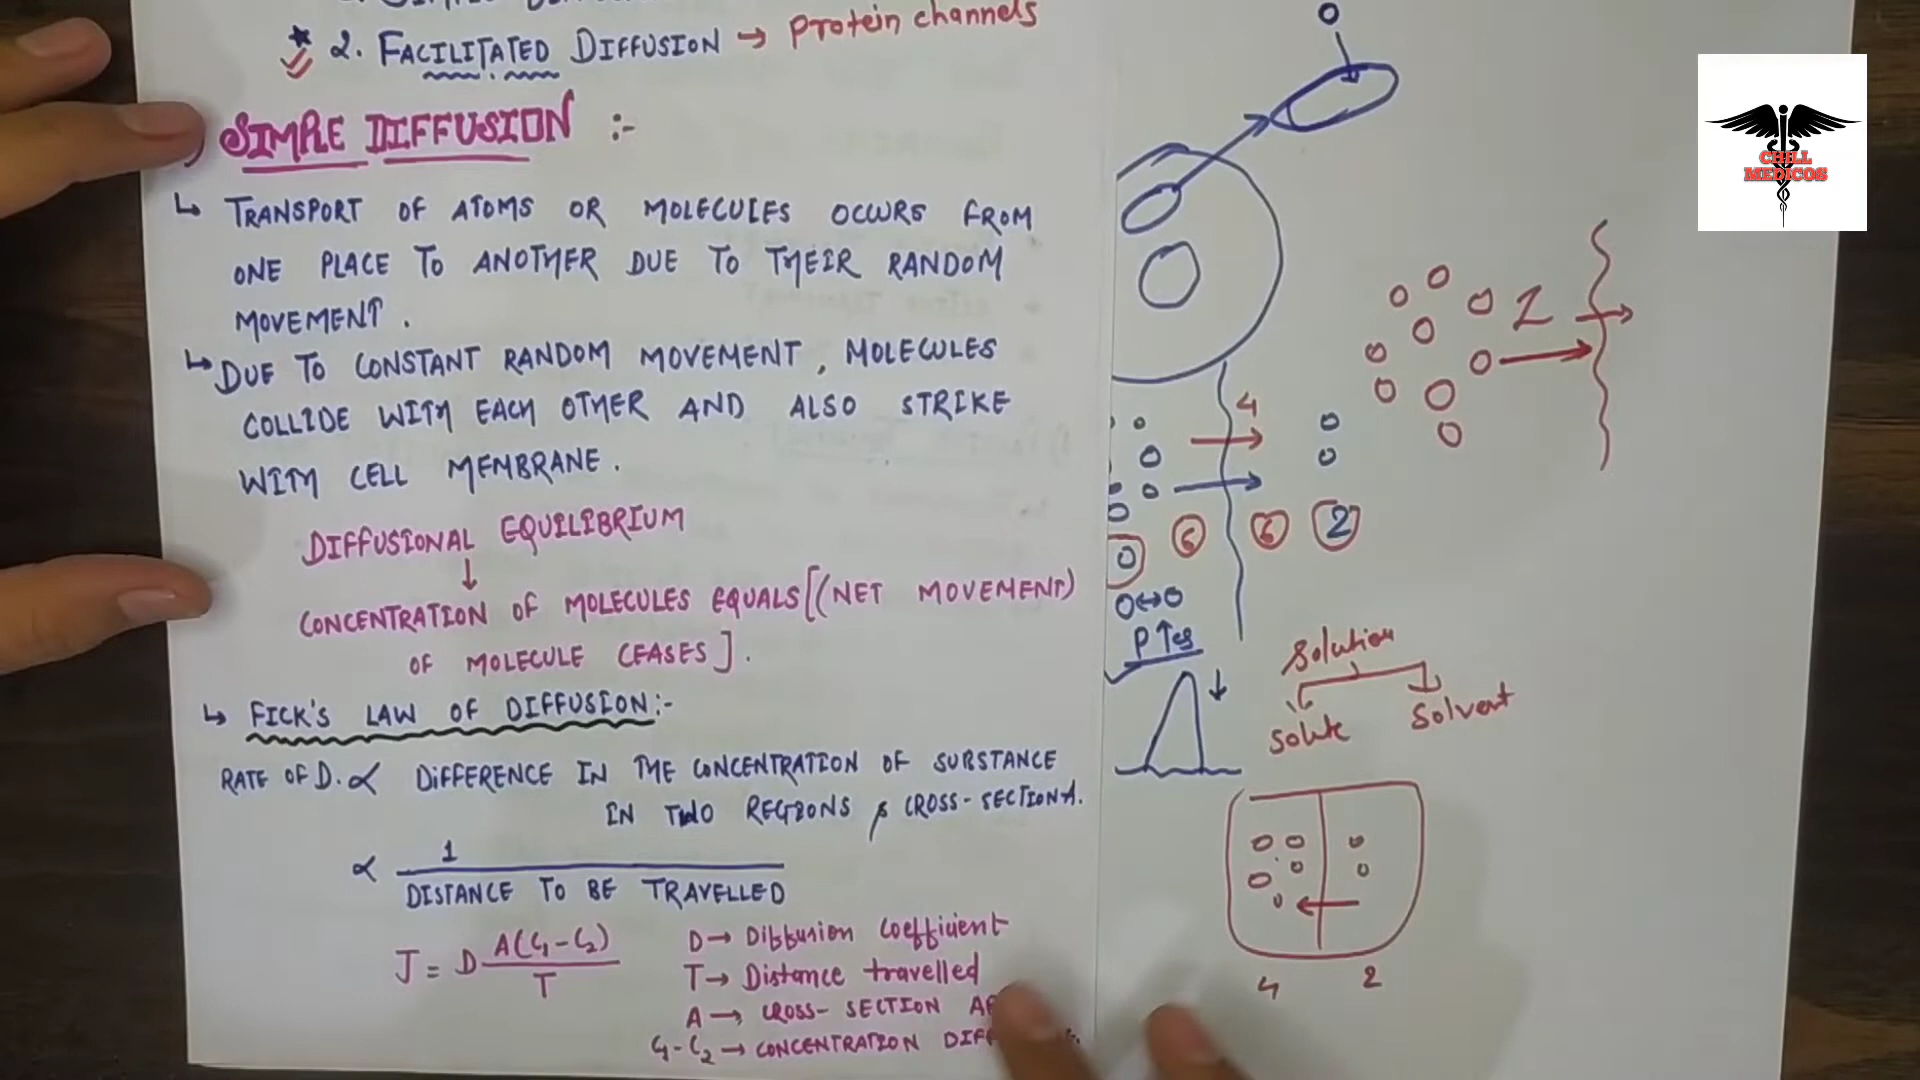 2. FACILITATED DIFFUSION → Protein channels
SIMPLE DIFFUSION :-
↳ TRANSPORT OF ATOMS OR MOLECULES OCCURS FROM
ONE PLACE TO ANOTHER DUE TO THEIR RANDOM
MOVEMENT.
↳ DUE TO CONSTANT RANDOM MOVEMENT, MOLECULES
COLLIDE WITH EACH OTHER AND ALSO STRIKE
WITH CELL MEMBRANE.
DIFFUSIONAL EQUILIBRIUM
↓
CONCENTRATION OF MOLECULES EQUALS [(NET MOVEMENT)
OF MOLECULE CEASES].
↳ FICK'S LAW OF DIFFUSION:-
RATE OF D. ∝ DIFFERENCE IN THE CONCENTRATION OF SUBSTANCE
IN TWO REGIONS & CROSS-SECTION A.
∝ 1
DISTANCE TO BE TRAVELLED
J = D A(C₁-C₂)
T
D → Diffusion coefficient
T → Distance travelled
A → CROSS-SECTION
C₁-C₂ → CONCENTRATION
4
6 6 2
P↑es
Solution
Solute Solvent
4 2
CHILL
MEDICOS